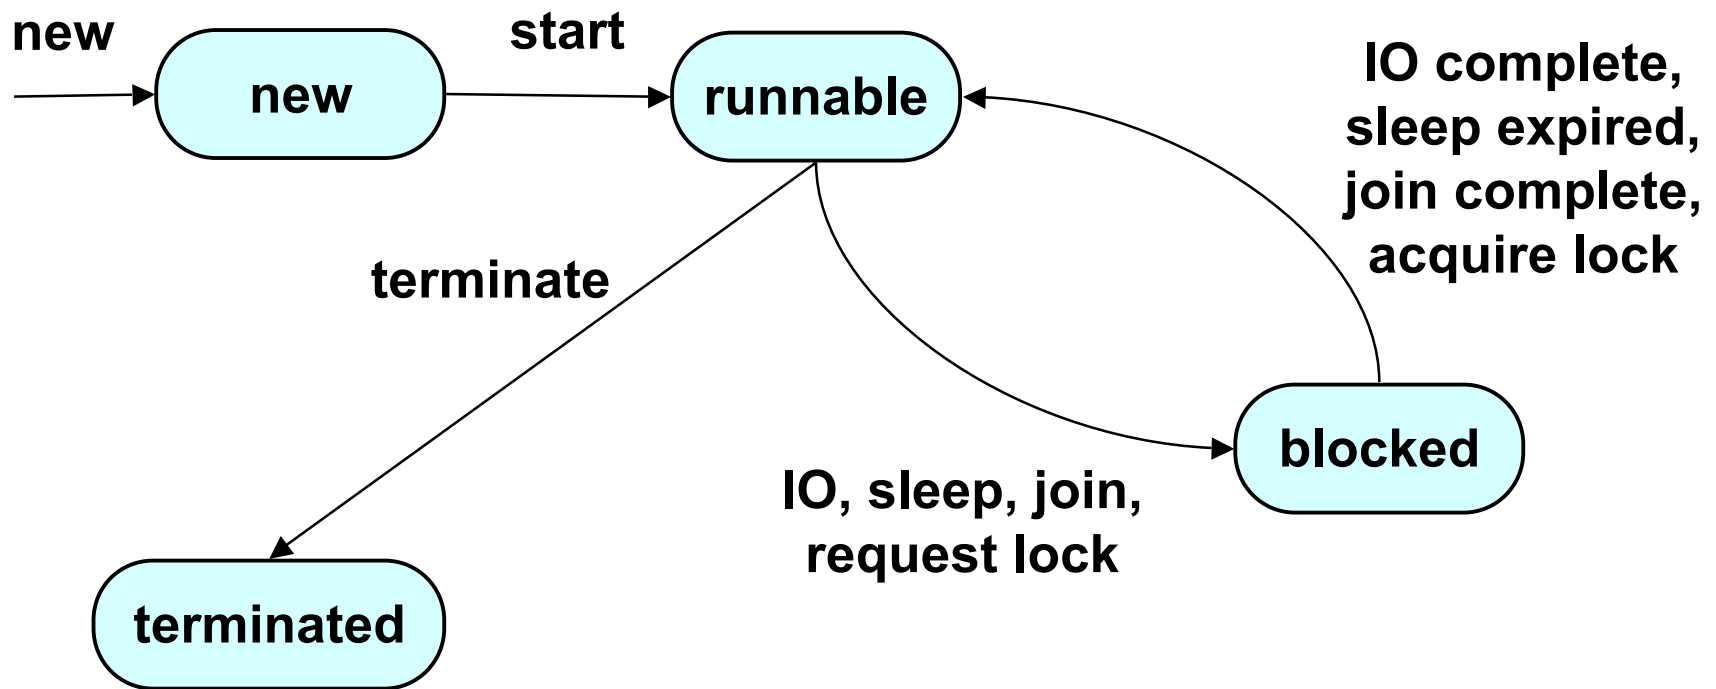 new
new
start
runnable
IO complete,
sleep expired,
join complete,
acquire lock
terminate
blocked
IO, sleep, join,
request lock
terminated